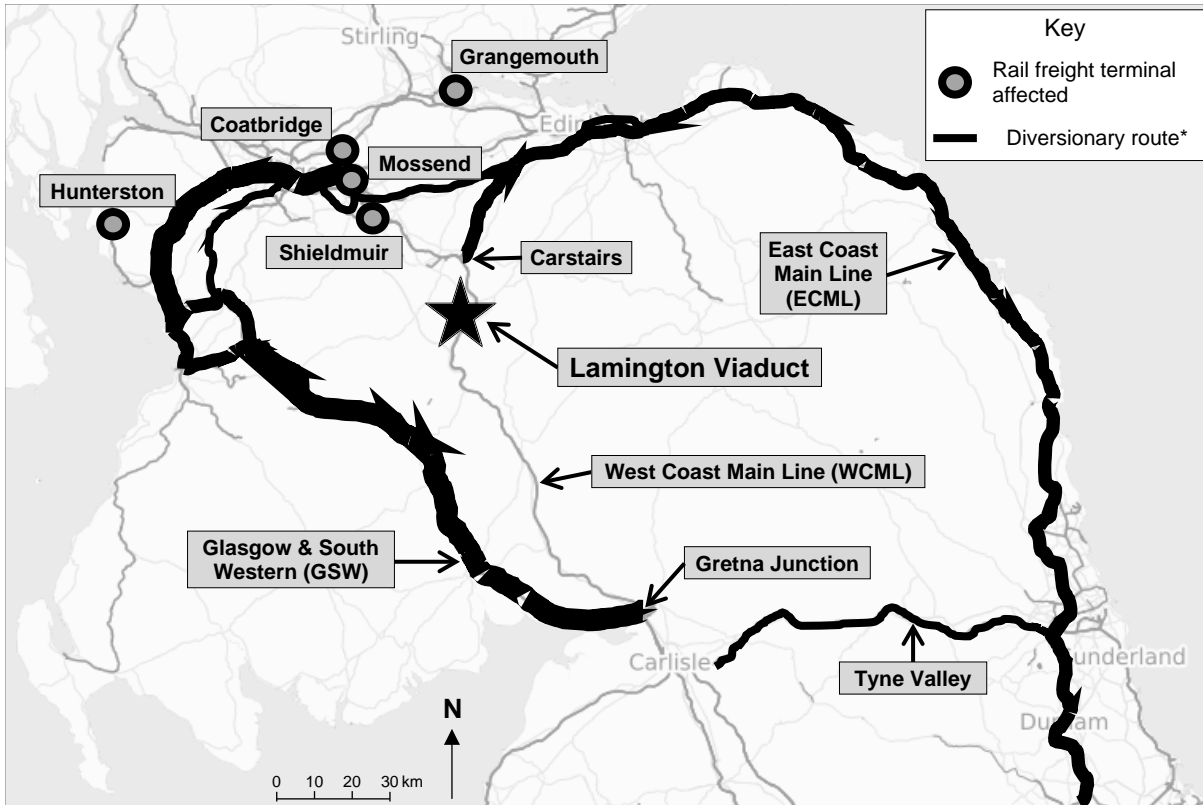 Key
Rail freight terminal
affected
Diversionary route*
Stirling
Grangemouth
Coatbridge
Mossend
Hunterston
Shieldmuir
Carstairs
East Coast
Main Line
(ECML)
Lamington Viaduct
West Coast Main Line (WCML)
Glasgow & South
Western (GSW)
Gretna Junction
Carlisle
Tyne Valley
N
0 10 20 30 km